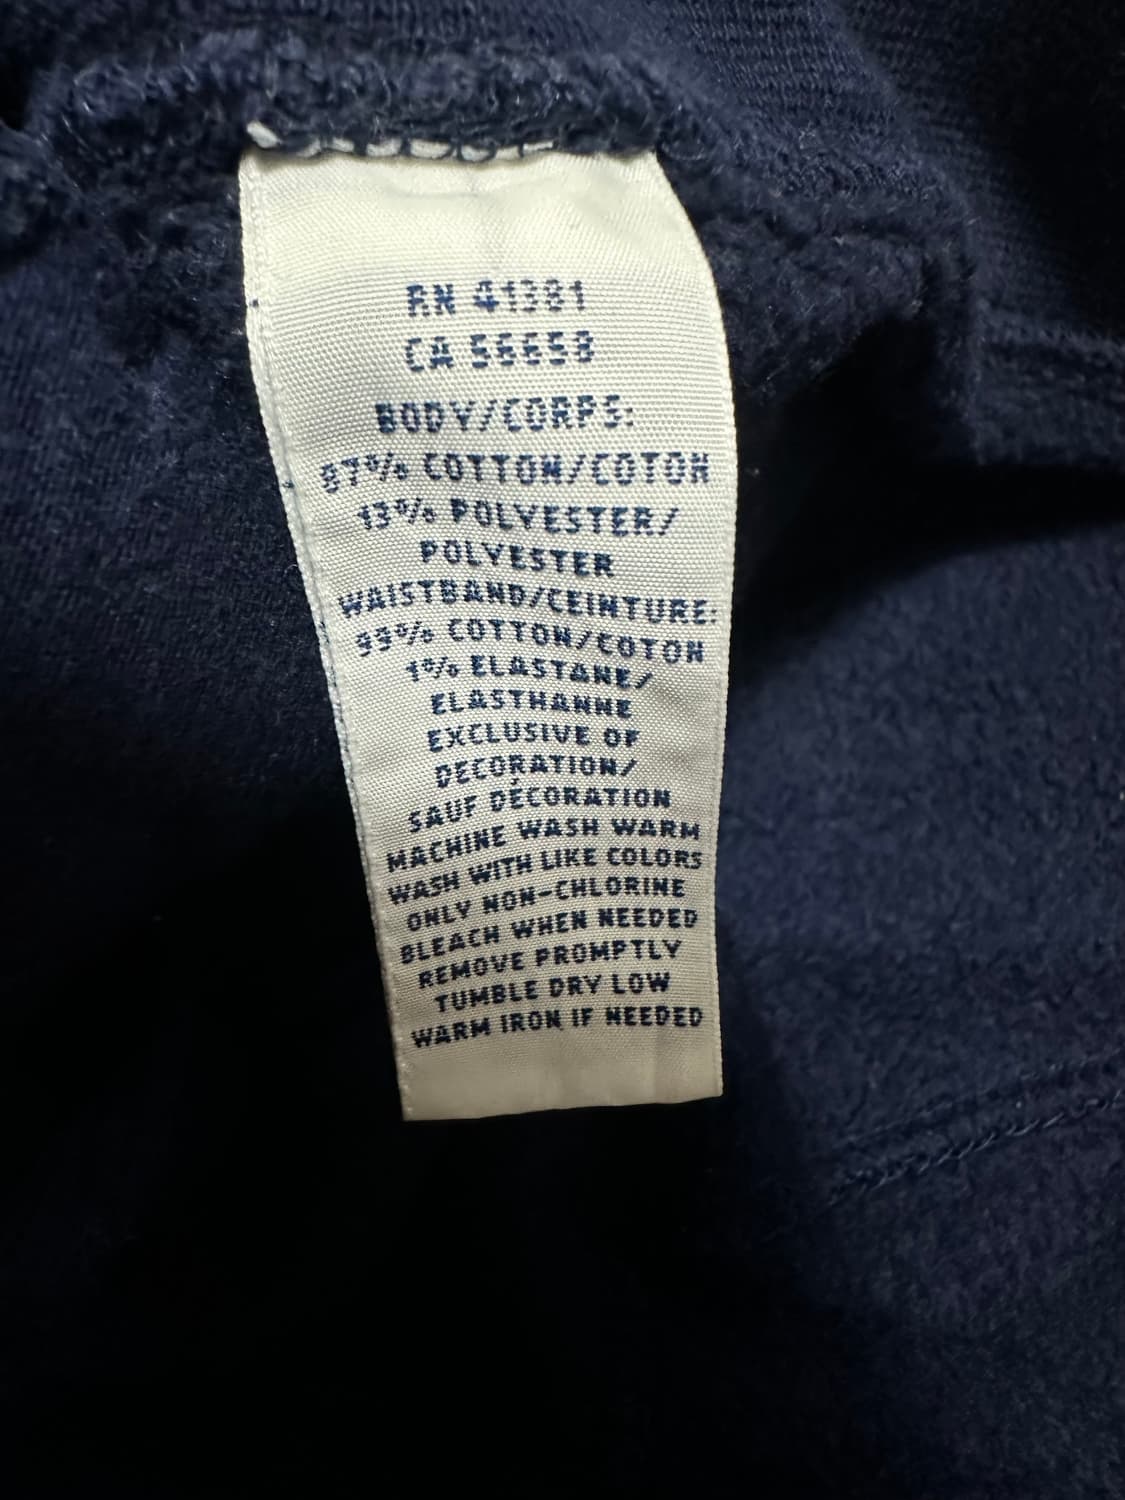 RN 41381
CA 56658
BODY/CORPS:
87% COTTON/COTON
13% POLYESTER/
POLYESTER
WAISTBAND/CEINTURE:
99% COTTON/COTON
1% ELASTANE/
ELASTHANNE
EXCLUSIVE OF
DECORATION/
SAUF DÉCORATION
MACHINE WASH WARM
WASH WITH LIKE COLORS
ONLY NON-CHLORINE
BLEACH WHEN NEEDED
REMOVE PROMPTLY
TUMBLE DRY LOW
WARM IRON IF NEEDED